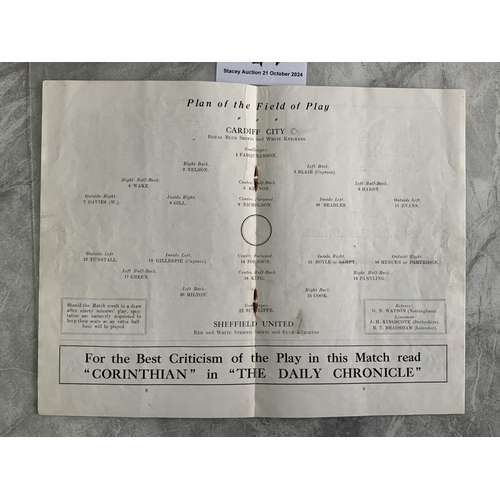 Stacey Auction 21 October 2024
Plan of the Field of Play
CARDIFF CITY
Royal Blue Shirts and White Knickers
Goalkeeper.
1 FARQUHARSON.
Right Back.
2 NELSON.
Left Back.
3 BLAIR (Captain).
Right Half-Back.
4 WAKE.
Centre Half-Back.
5 KEENOR
Left Half-Back.
6 HARDY.
Outside Right.
7 DAVIES (W.)
Inside Right.
8 GILL.
Centre Forward
9 NICHOLSON
Inside Left.
10 BEADLES.
Outside Left.
11 EVANS.
Outside Left.
12 TUNSTALL.
Inside Left.
13 GILLESPIE (Captain).
Centre Forward.
14 JOHNSON.
Inside Right.
15 BOYLE or
Outside Right
16 MERCER or PARTRIDGE.
Left Half-Back.
17 GREEN.
Centre Half-Back
18 KING.
Right Half-Back.
19 PANTLING.
Left Back.
20 MILTON
Right Back.
21 COOK.
Goalkeeper.
22 SUTCLIFFE.
SHEFFIELD UNITED
Red and White Striped Shirts and Blue Knickers
Should the Match result in a draw
after ninety minutes' play, spec-
tators are earnestly requested to
keep their seats as an extra half-
hour will be played.
Referee:
G. N. WATSON (Nottingham)
Linesmen:
J. H. KINGSCOTE (Derbyshire)
R. T. BRADSHAW (Leicester)
For the Best Criticism of the Play in this Match read
"CORINTHIAN" in "THE DAILY CHRONICLE"
8
9